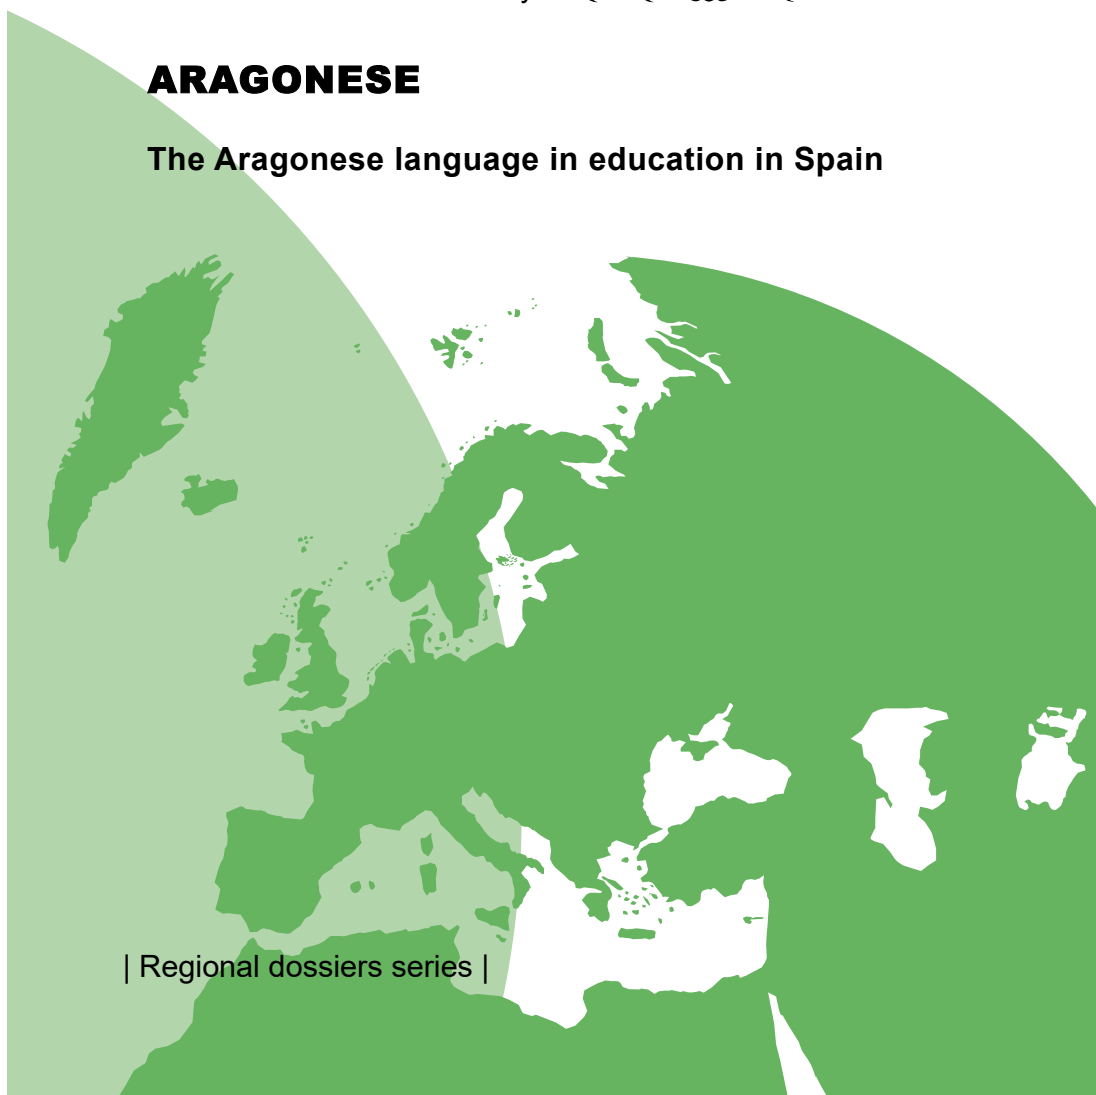 ARAGONESE
The Aragonese language in education in Spain
| Regional dossiers series |